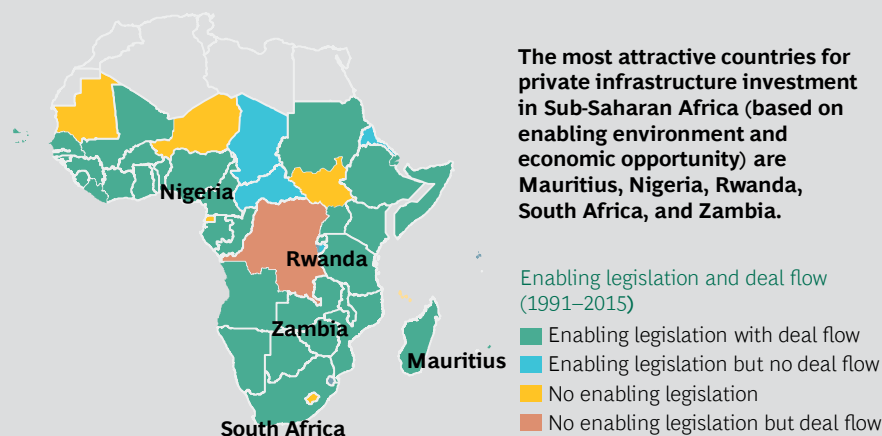 The most attractive countries for
private infrastructure investment
in Sub-Saharan Africa (based on
enabling environment and
economic opportunity) are
Mauritius, Nigeria, Rwanda,
South Africa, and Zambia.
Nigeria
Rwanda
Zambia
Mauritius
South Africa
Enabling legislation and deal flow
(1991–2015)
Enabling legislation with deal flow
Enabling legislation but no deal flow
No enabling legislation
No enabling legislation but deal flow